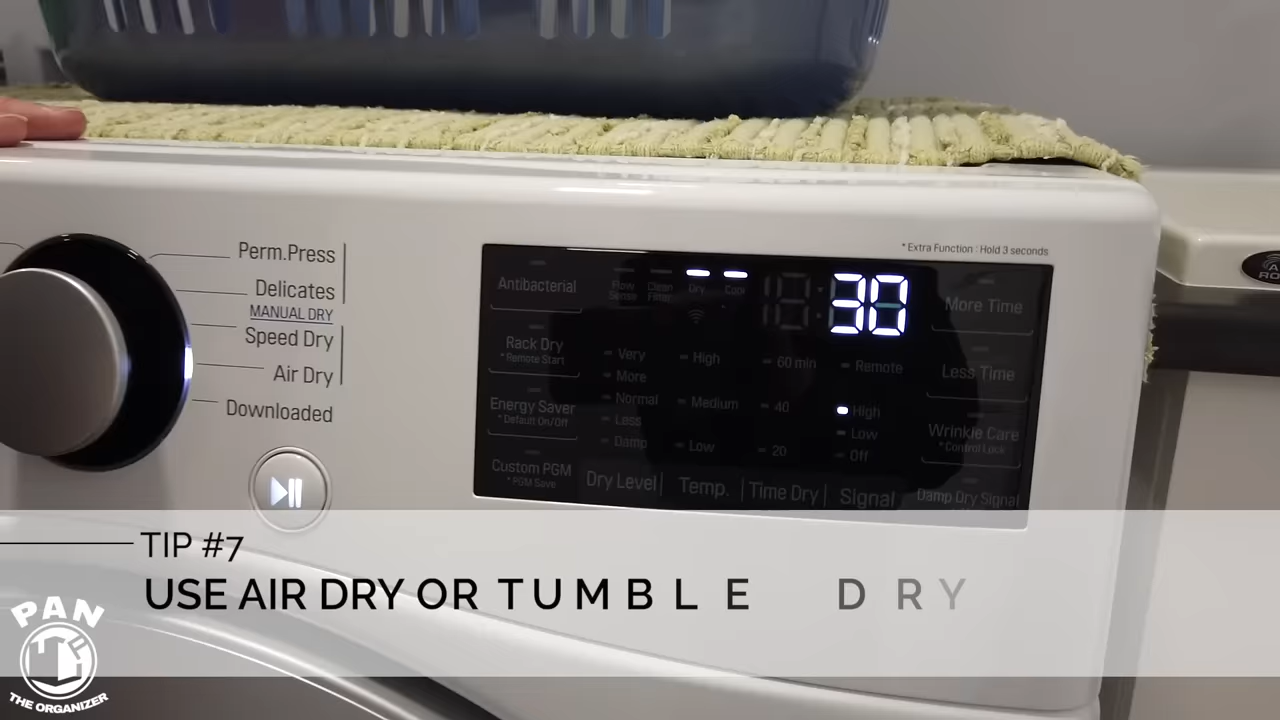 * Extra Function : Hold 3 seconds
Perm.Press
Delicates
MANUAL DRY
Speed Dry
Air Dry
Downloaded
Antibacterial
Rack Dry
* Remote Start
Energy Saver
* Default On/Off
Custom PGM
* PGM Save
Flow Sense
Clean Filter
Dry
Cool
30
Very
More
Normal
Less
Damp
Dry Level
High
Medium
Low
Temp.
60 min
40
20
Time Dry
Remote
High
Low
Off
Signal
More Time
Less Time
Wrinkle Care
* Control Lock
Damp Dry Signal
TIP #7
USE AIR DRY OR TUMBLE DRY
PAN
THE ORGANIZER